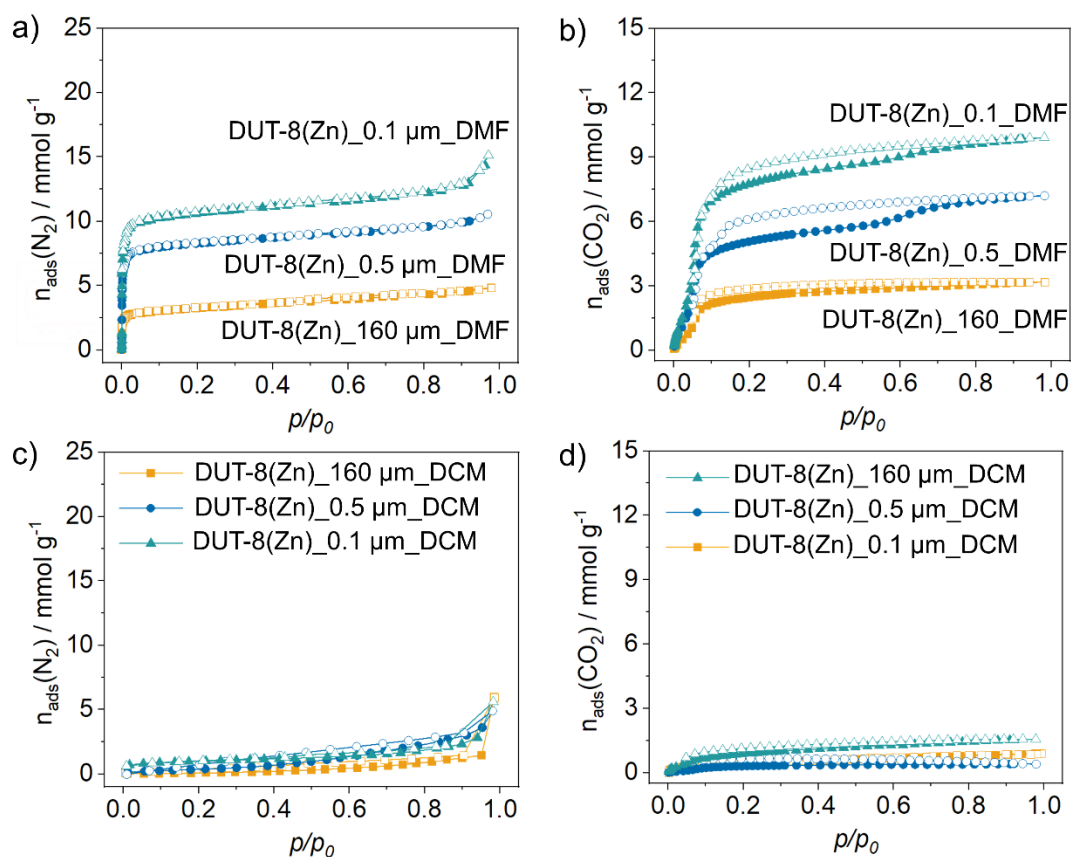 a)
n_ads(N₂) / mmol g⁻¹
25
20
15
10
5
0
DUT-8(Zn)_0.1 µm_DMF
DUT-8(Zn)_0.5 µm_DMF
DUT-8(Zn)_160 µm_DMF
0.0 0.2 0.4 0.6 0.8 1.0
p/p₀
b)
n_ads(CO₂) / mmol g⁻¹
15
12
9
6
3
0
DUT-8(Zn)_0.1_DMF
DUT-8(Zn)_0.5_DMF
DUT-8(Zn)_160_DMF
0.0 0.2 0.4 0.6 0.8 1.0
p/p₀
c)
n_ads(N₂) / mmol g⁻¹
25
20
15
10
5
0
DUT-8(Zn)_160 µm_DCM
DUT-8(Zn)_0.5 µm_DCM
DUT-8(Zn)_0.1 µm_DCM
0.0 0.2 0.4 0.6 0.8 1.0
p/p₀
d)
n_ads(CO₂) / mmol g⁻¹
15
12
9
6
3
0
DUT-8(Zn)_160 µm_DCM
DUT-8(Zn)_0.5 µm_DCM
DUT-8(Zn)_0.1 µm_DCM
0.0 0.2 0.4 0.6 0.8 1.0
p/p₀